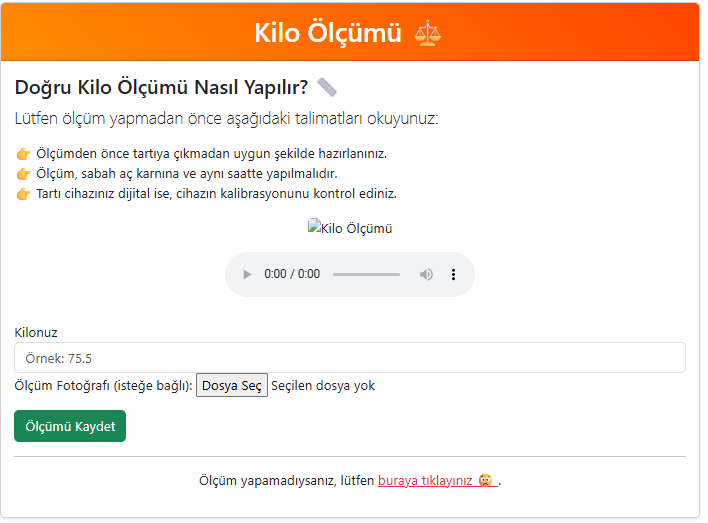 Kilo Ölçümü ⚖️
Doğru Kilo Ölçümü Nasıl Yapılır? 📏
Lütfen ölçüm yapmadan önce aşağıdaki talimatları okuyunuz:
👉 Ölçümden önce tartıya çıkmadan uygun şekilde hazırlanınız.
👉 Ölçüm, sabah aç karnına ve aynı saatte yapılmalıdır.
👉 Tartı cihazınız dijital ise, cihazın kalibrasyonunu kontrol ediniz.
Kilo Ölçümü
0:00 / 0:00
Kilonuz
Örnek: 75.5
Ölçüm Fotoğrafı (isteğe bağlı): Dosya Seç Seçilen dosya yok
Ölçümü Kaydet
Ölçüm yapamadıysanız, lütfen buraya tıklayınız 😰 .